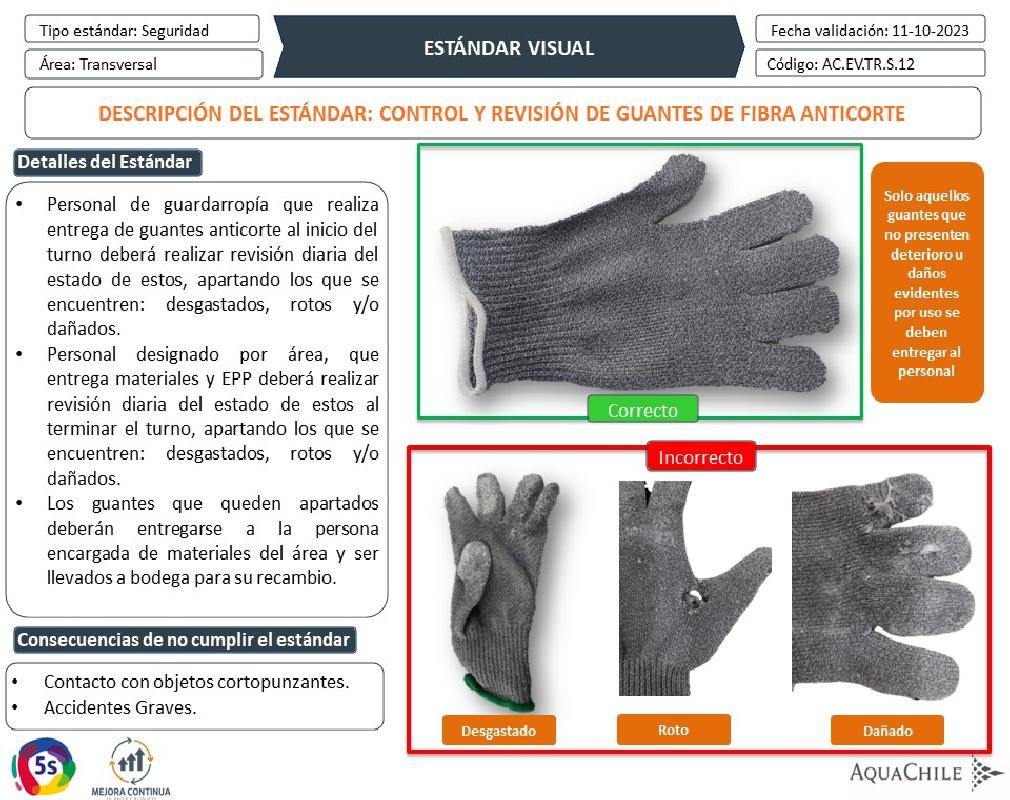 Tipo estándar: Seguridad
Área: Transversal
ESTÁNDAR VISUAL
Fecha validación: 11-10-2023
Código: AC.EV.TR.S.12
DESCRIPCIÓN DEL ESTÁNDAR: CONTROL Y REVISIÓN DE GUANTES DE FIBRA ANTICORTE
Detalles del Estándar
• Personal de guardarropía que realiza
entrega de guantes anticorte al inicio del
turno deberá realizar revisión diaria del
estado de estos, apartando los que se
encuentren: desgastados, rotos y/o
dañados.
• Personal designado por área, que
entrega materiales y EPP deberá realizar
revisión diaria del estado de estos al
terminar el turno, apartando los que se
encuentren: desgastados, rotos y/o
dañados.
• Los guantes que queden apartados
deberán entregarse a la persona
encargada de materiales del área y ser
llevados a bodega para su recambio.
Consecuencias de no cumplir el estándar
• Contacto con objetos cortopunzantes.
• Accidentes Graves.
Correcto
Solo aquellos
guantes que
no presenten
deterioro u
daños
evidentes
por uso se
deben
entregar al
personal
Incorrecto
Desgastado
Roto
Dañado
5s
MEJORA CONTINUA
AQUACHILE